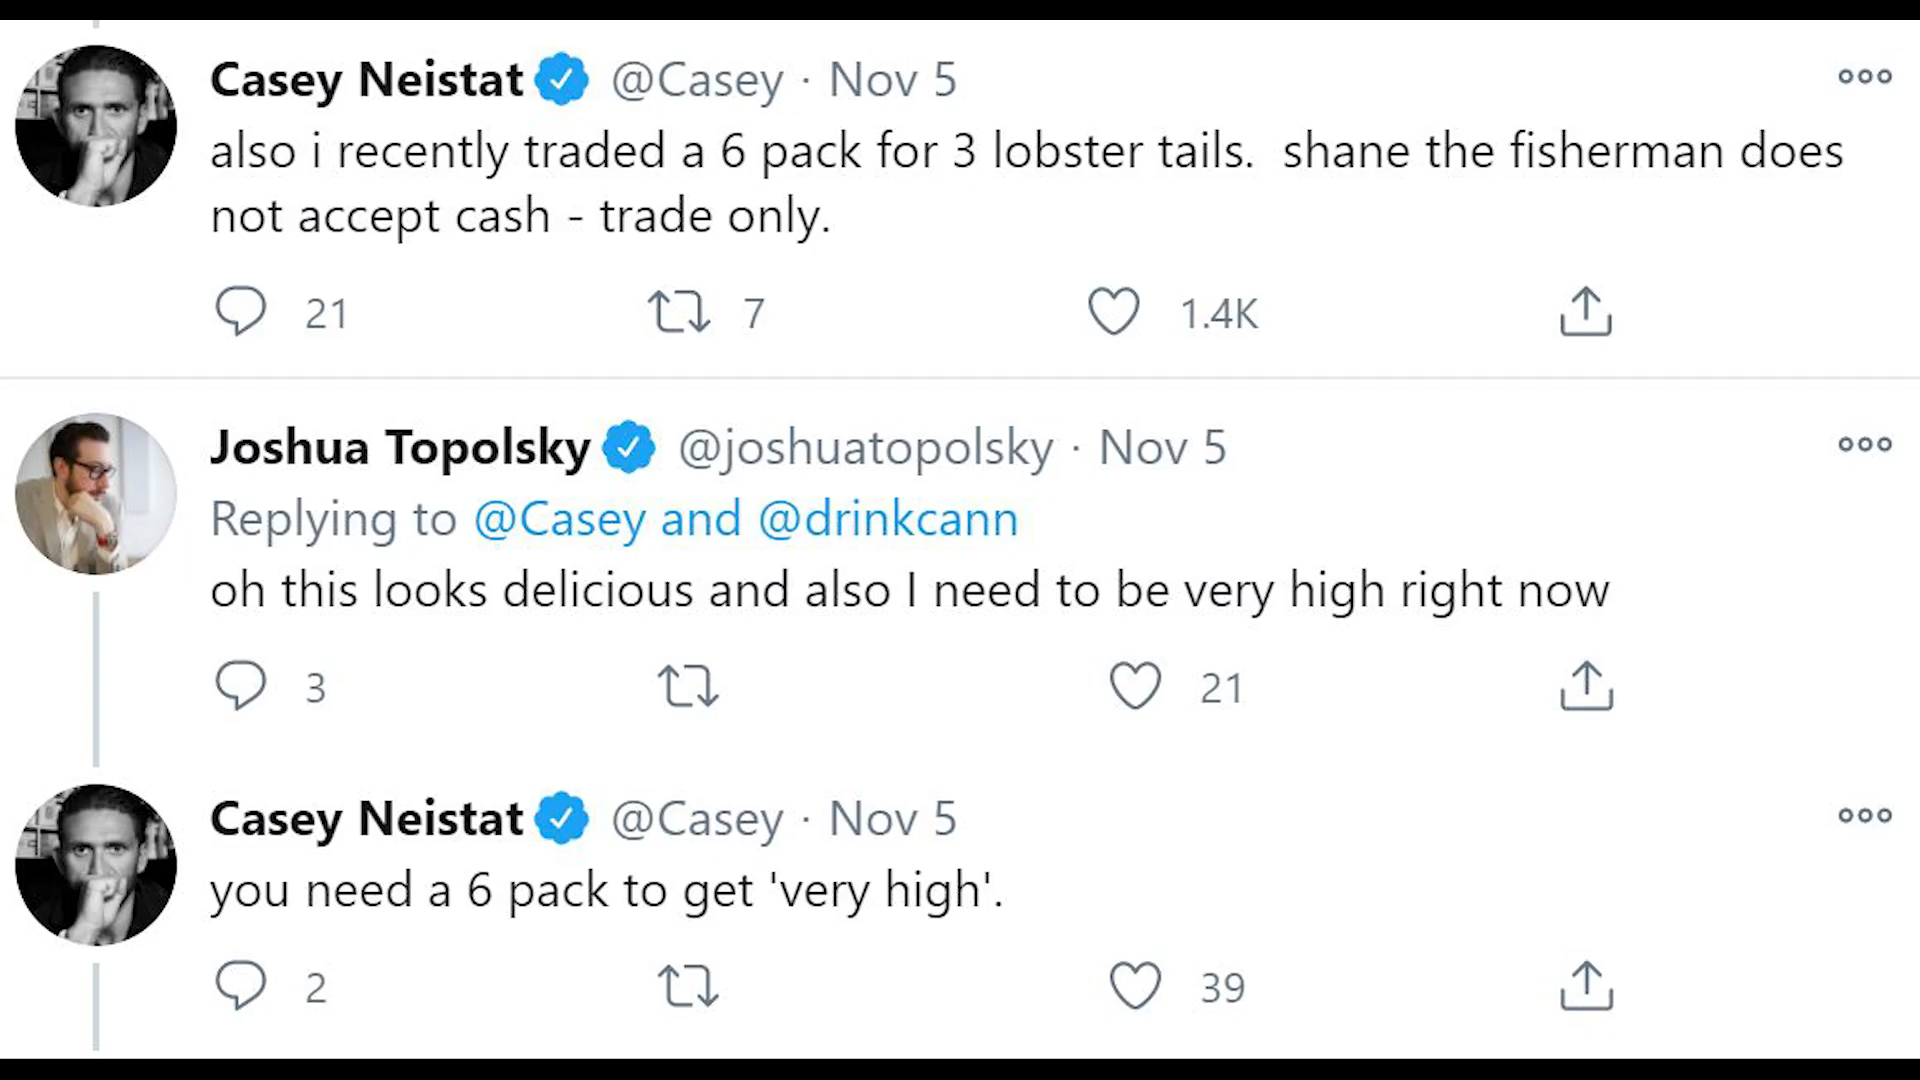 Casey Neistat @Casey · Nov 5
also i recently traded a 6 pack for 3 lobster tails.  shane the fisherman does
not accept cash - trade only.
21 7 1.4K
Joshua Topolsky @joshuatopolsky · Nov 5
Replying to @Casey and @drinkcann
oh this looks delicious and also I need to be very high right now
3 21
Casey Neistat @Casey · Nov 5
you need a 6 pack to get 'very high'.
2 39